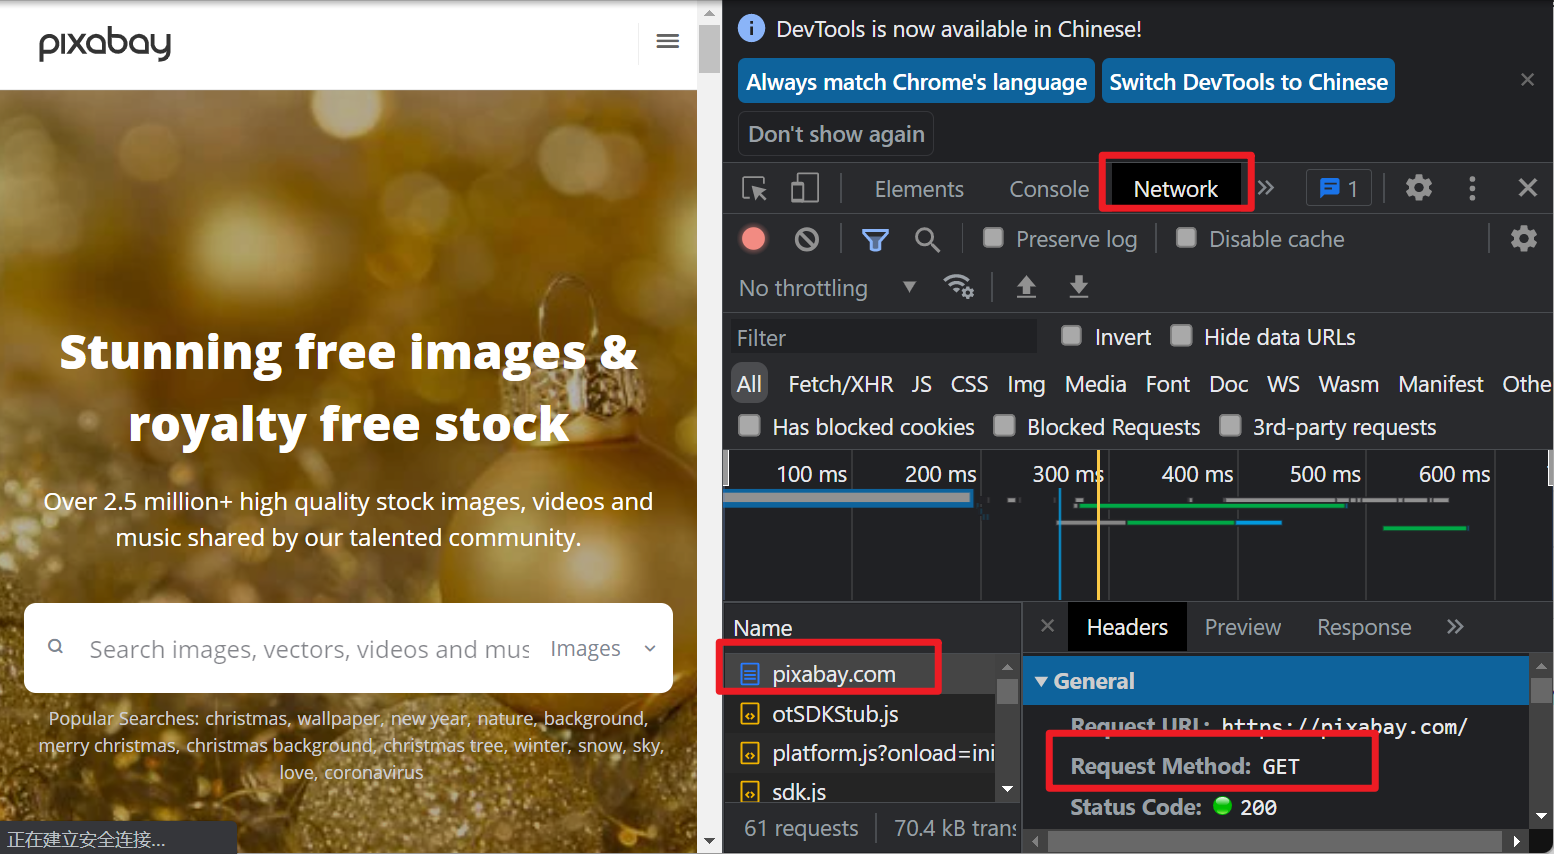 pixabay
Stunning free images &
royalty free stock
Over 2.5 million+ high quality stock images, videos and
music shared by our talented community.
Search images, vectors, videos and mus
Images
Popular Searches: christmas, wallpaper, new year, nature, background,
merry christmas, christmas background, christmas tree, winter, snow, sky,
love, coronavirus
正在建立安全连接...
DevTools is now available in Chinese!
Always match Chrome's language
Switch DevTools to Chinese
Don't show again
Elements Console Network » 1
Preserve log Disable cache
No throttling
Filter Invert Hide data URLs
All Fetch/XHR JS CSS Img Media Font Doc WS Wasm Manifest Othe
Has blocked cookies Blocked Requests 3rd-party requests
100 ms 200 ms 300 ms 400 ms 500 ms 600 ms
Name
pixabay.com
otSDKStub.js
platform.js?onload=ini
sdk.js
61 requests 70.4 kB trans
Headers Preview Response »
General
Request URL: https://pixabay.com/
Request Method: GET
Status Code: 200